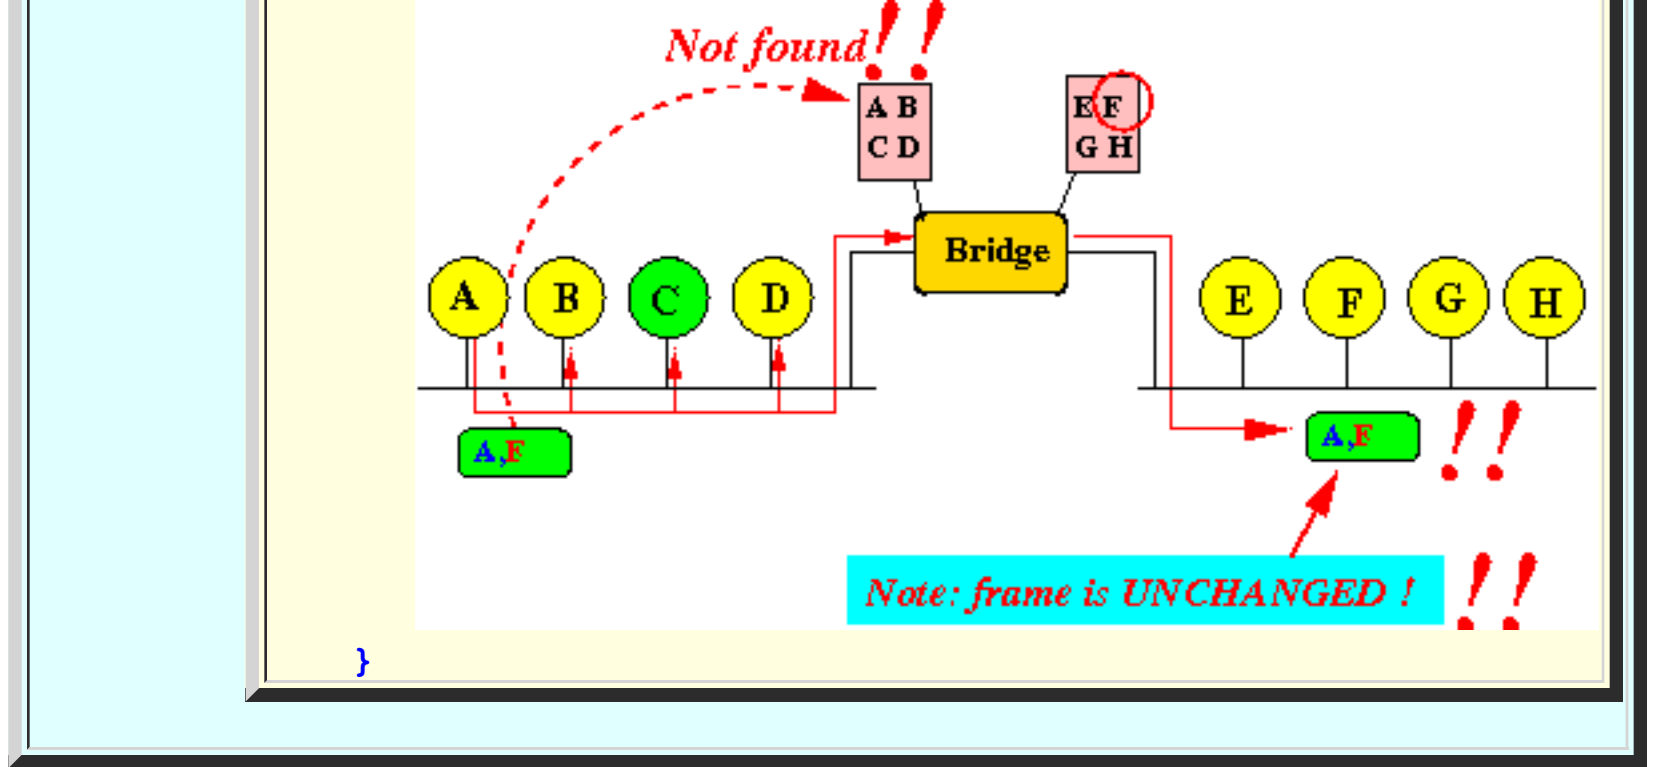 Not found !!
A B
C D
E F
G H
Bridge
A B C D E F G H
A,F
A,F !!
Note: frame is UNCHANGED ! !!
}